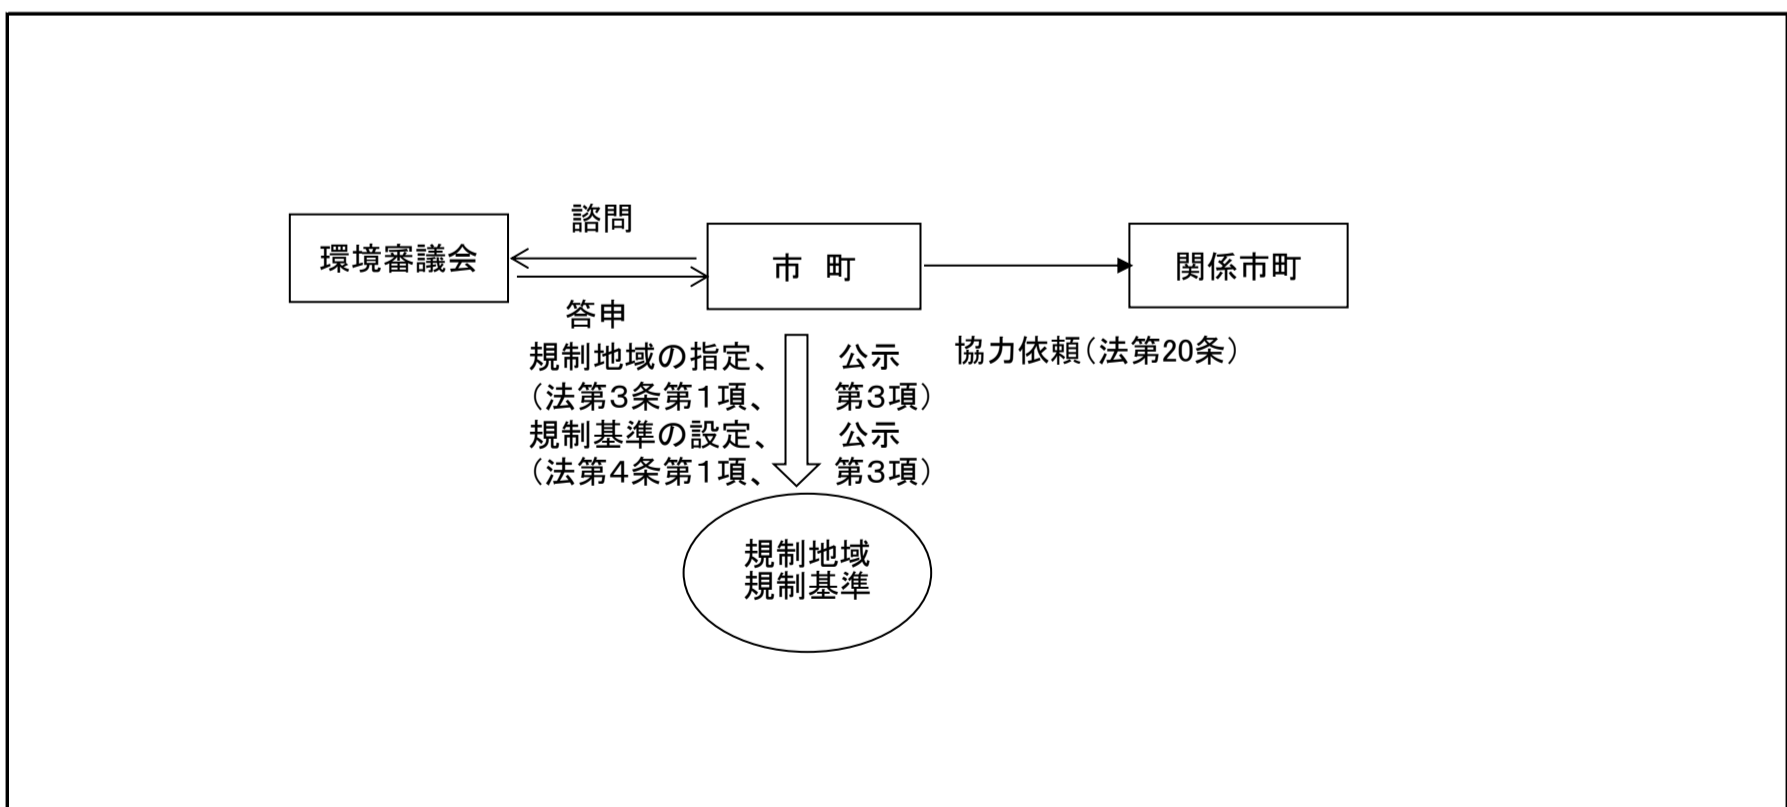 諮問
環境審議会
市 町
関係市町
答申
協力依頼(法第20条)
規制地域の指定、 公示
(法第3条第1項、 第3項)
規制基準の設定、 公示
(法第4条第1項、 第3項)
規制地域
規制基準